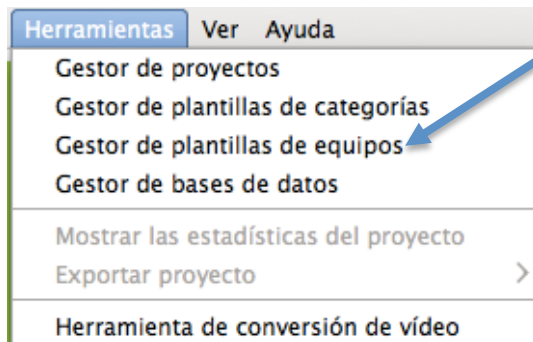 Herramientas Ver Ayuda
Gestor de proyectos
Gestor de plantillas de categorías
Gestor de plantillas de equipos
Gestor de bases de datos
Mostrar las estadísticas del proyecto
Exportar proyecto
Herramienta de conversión de vídeo